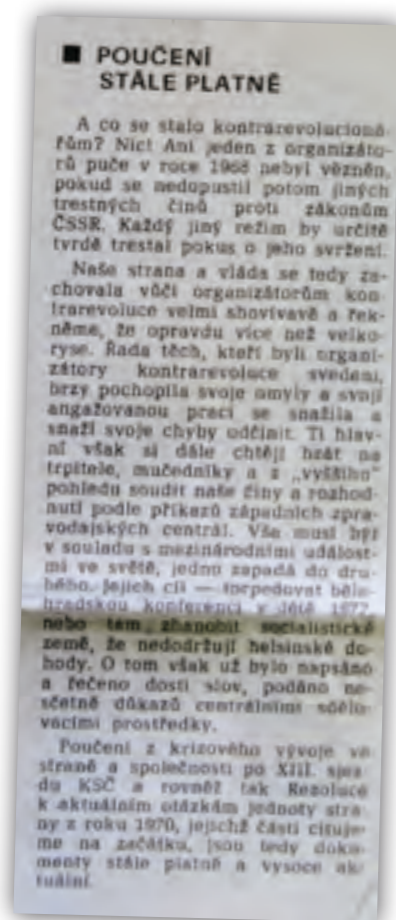 ■ POUČENÍ
STÁLE PLATNÉ
A co se stalo kontrarevolucioná-
řům? Nic! Ani jeden z organizáto-
rů puče v roce 1968 nebyl vězněn,
pokud se nedopustil potom jiných
trestných činů proti zákonům
ČSSR. Každý jiný režim by určitě
tvrdě trestal pokus o jeho svržení.
Naše strana a vláda se tedy za-
chovala vůči organizátorům kon-
trarevoluce velmi shovívavě a řek-
něme, že opravdu více než velko-
ryse. Řada těch, kteří byli organi-
zátory kontrarevoluce svedeni,
brzy pochopila svoje omyly a svojí
angažovanou prací se snažila a
snaží svoje chyby odčinit. Ti hlav-
ní však si dále chtějí hrát na
trpitele, mučedníky a z „vyššího"
pohledu soudit naše činy a rozhod-
nutí podle příkazů západních zpra-
vodajských centrál. Vše musí být
v souladu s mezinárodními událost-
mi ve světě, jedno zapadá do dru-
hého. Jejich cíl — torpedovat běle-
hradskou konferenci v létě 1977,
nebo tam zhanobit socialistické
země, že nedodržují helsinské do-
hody. O tom však už bylo napsáno
a řečeno dosti slov, podáno ne-
sčetně důkazů centrálními sdělo-
vacími prostředky.
Poučení z krizového vývoje ve
straně a společnosti po XIII. sjez-
du KSČ a rovněž tak Rezoluce
k aktuálním otázkám jednoty stra-
ny z roku 1970, jejichž části cituje-
me na začátku, jsou tedy doku-
menty stále platné a vysoce ak-
tuální.